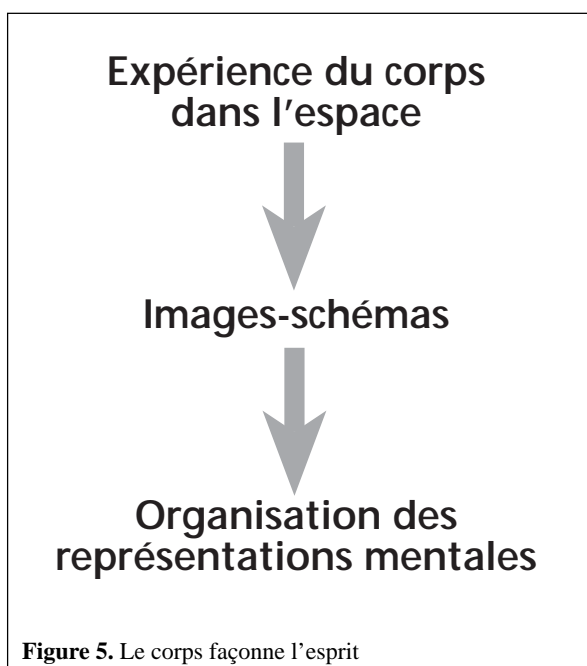 Expérience du corps
dans l'espace
Images-schémas
Organisation des
représentations mentales
Figure 5. Le corps façonne l'esprit